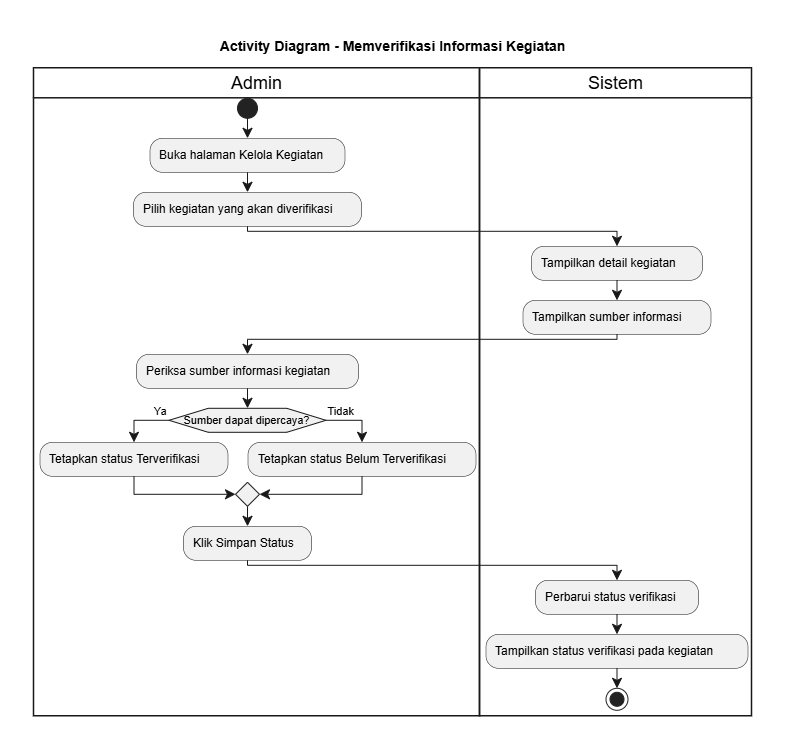 Activity Diagram - Memverifikasi Informasi Kegiatan
Admin
Sistem
Buka halaman Kelola Kegiatan
Pilih kegiatan yang akan diverifikasi
Tampilkan detail kegiatan
Tampilkan sumber informasi
Periksa sumber informasi kegiatan
Ya
Sumber dapat dipercaya?
Tidak
Tetapkan status Terverifikasi
Tetapkan status Belum Terverifikasi
Klik Simpan Status
Perbarui status verifikasi
Tampilkan status verifikasi pada kegiatan